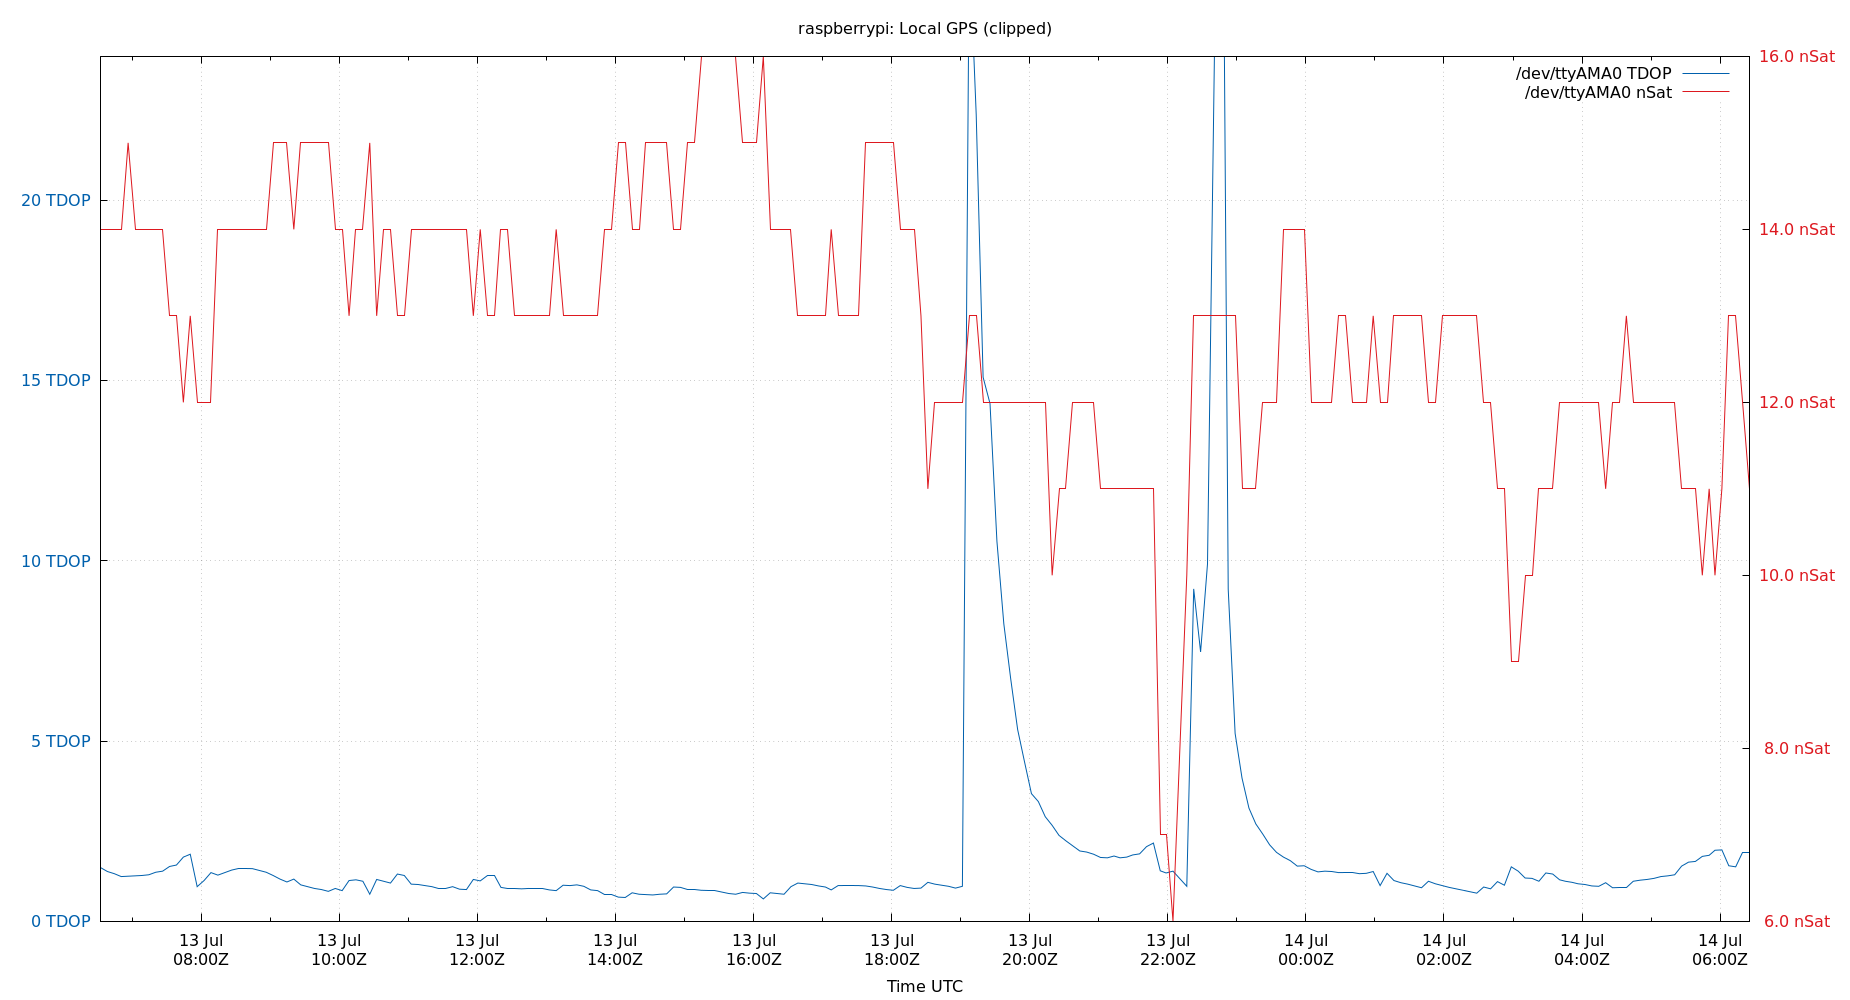 raspberrypi: Local GPS (clipped)
16.0 nSat
/dev/ttyAMA0 TDOP
/dev/ttyAMA0 nSat
20 TDOP
14.0 nSat
15 TDOP
12.0 nSat
10 TDOP
10.0 nSat
5 TDOP
8.0 nSat
0 TDOP
6.0 nSat
13 Jul 13 Jul 13 Jul 13 Jul 13 Jul 13 Jul 13 Jul 13 Jul 14 Jul 14 Jul 14 Jul 14 Jul
08:00Z 10:00Z 12:00Z 14:00Z 16:00Z 18:00Z 20:00Z 22:00Z 00:00Z 02:00Z 04:00Z 06:00Z
Time UTC